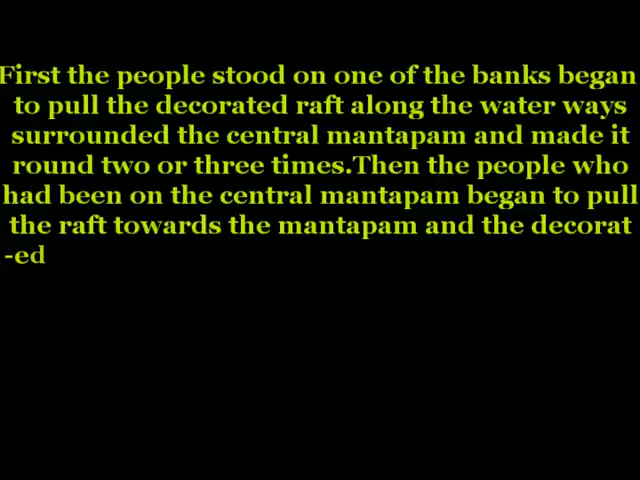 First the people stood on one of the banks began
to pull the decorated raft along the water ways
surrounded the central mantapam and made it
round two or three times.Then the people who
had been on the central mantapam began to pull
the raft towards the mantapam and the decorat
-ed